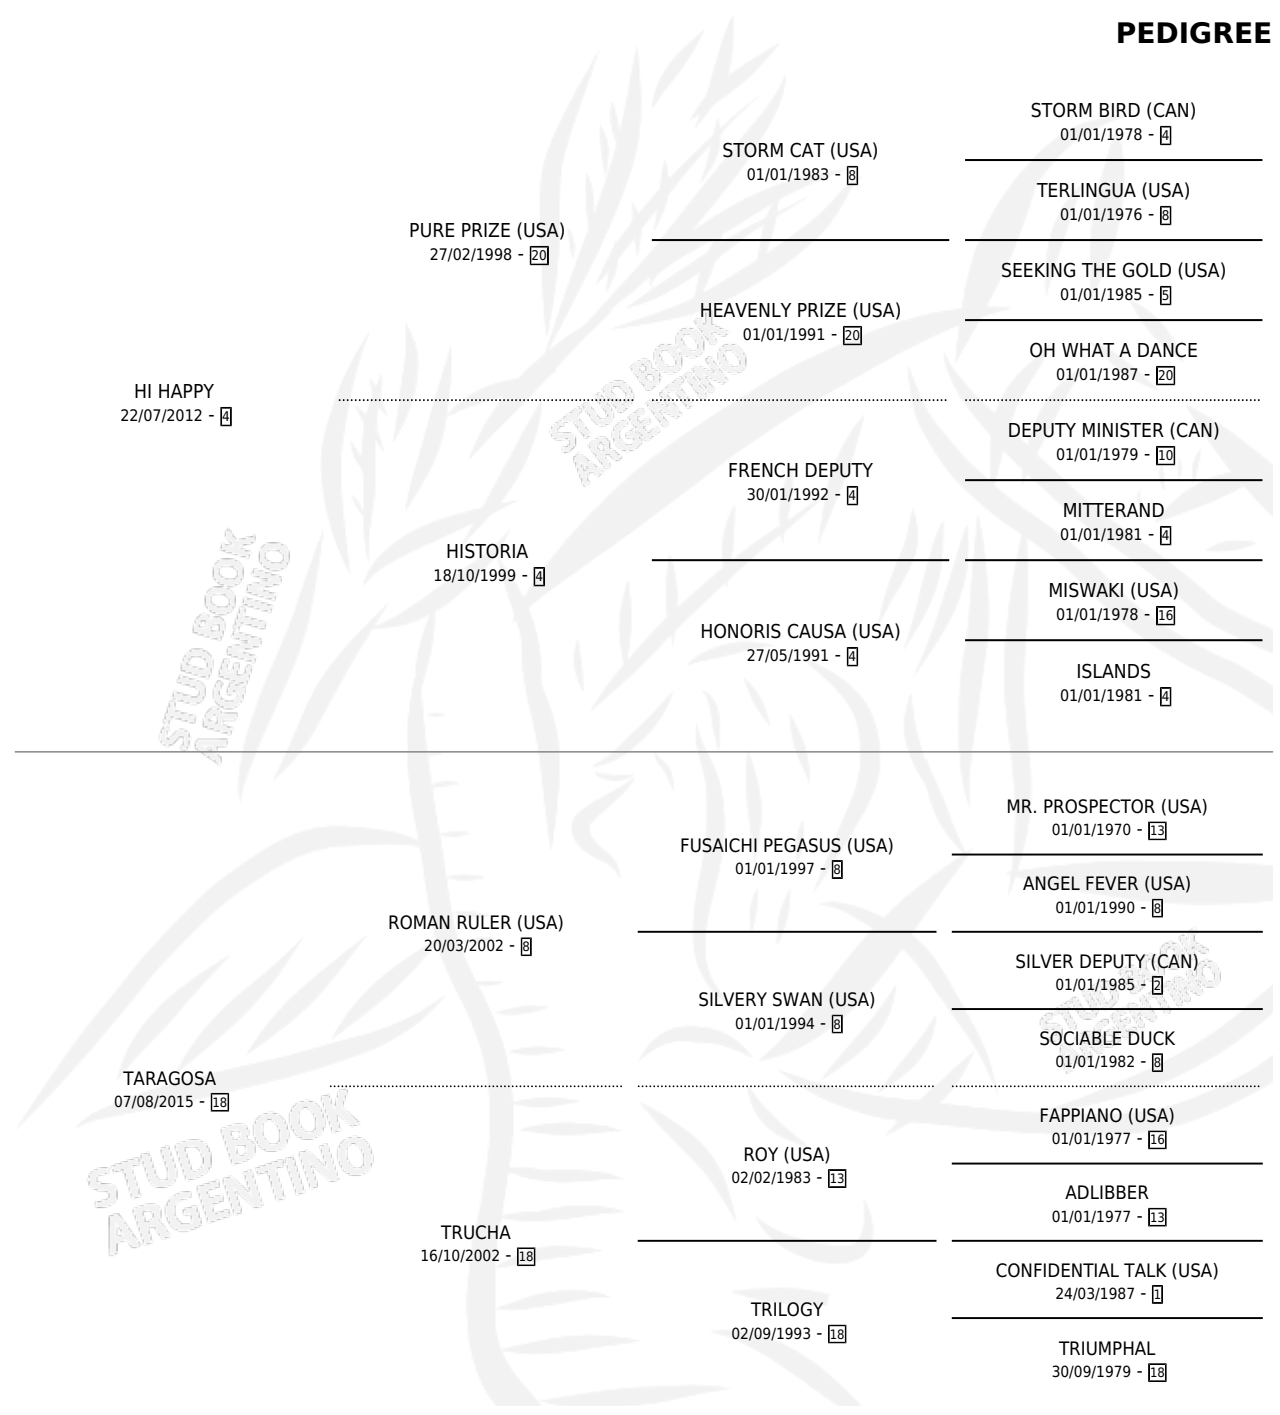 PEDIGREE
STORM BIRD (CAN)
01/01/1978 - 4
STORM CAT (USA)
01/01/1983 - 8
TERLINGUA (USA)
01/01/1976 - 8
PURE PRIZE (USA)
27/02/1998 - 20
SEEKING THE GOLD (USA)
01/01/1985 - 5
HEAVENLY PRIZE (USA)
01/01/1991 - 20
OH WHAT A DANCE
01/01/1987 - 20
HI HAPPY
22/07/2012 - 4
DEPUTY MINISTER (CAN)
01/01/1979 - 10
FRENCH DEPUTY
30/01/1992 - 4
MITTERAND
01/01/1981 - 4
HISTORIA
18/10/1999 - 4
MISWAKI (USA)
01/01/1978 - 16
HONORIS CAUSA (USA)
27/05/1991 - 4
ISLANDS
01/01/1981 - 4
STUD BOOK
ARGENTINO
STUD BOOK
ARGENTINO
MR. PROSPECTOR (USA)
01/01/1970 - 13
FUSAICHI PEGASUS (USA)
01/01/1997 - 8
ANGEL FEVER (USA)
01/01/1990 - 8
ROMAN RULER (USA)
20/03/2002 - 8
SILVER DEPUTY (CAN)
01/01/1985 - 2
SILVERY SWAN (USA)
01/01/1994 - 8
SOCIABLE DUCK
01/01/1982 - 8
STUD BOOK
ARGENTINO
TARAGOSA
07/08/2015 - 18
FAPPIANO (USA)
01/01/1977 - 16
ROY (USA)
02/02/1983 - 13
ADLIBBER
01/01/1977 - 13
TRUCHA
16/10/2002 - 18
CONFIDENTIAL TALK (USA)
24/03/1987 - 1
TRILOGY
02/09/1993 - 18
TRIUMPHAL
30/09/1979 - 18
STUD BOOK
ARGENTINO